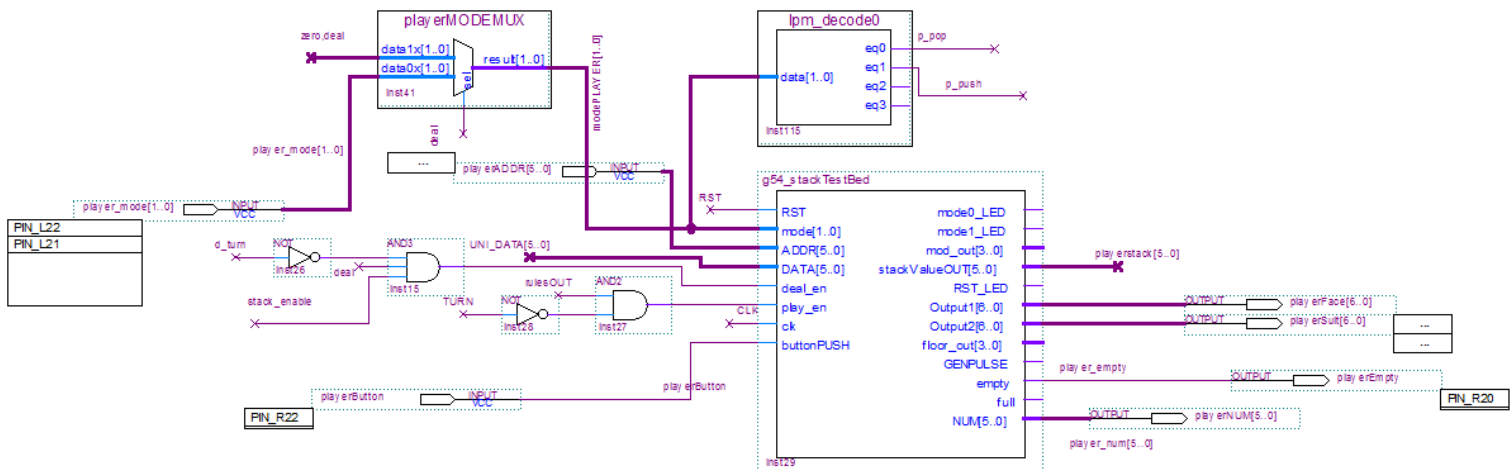 playerMODEMUX
zero,deal
data1x[1..0]
data0x[1..0]
result[1..0]
sel
inst41
deal
modePLAYER[1..0]
lpm_decode0
data[1..0]
eq0
eq1
eq2
eq3
inst115
p_pop
p_push
player_mode[1..0]
...
playerADDR[5..0]
INPUT
VCC
player_mode[1..0]
INPUT
VCC
PIN_L22
PIN_L21
d_turn
NOT
inst26
deal
stack_enable
AND3
inst15
UNI_DATA[5..0]
TURN
NOT
inst28
rulesOUT
AND2
inst27
RST
CLK
playerButton
INPUT
VCC
PIN_R22
g54_stackTestBed
RST
mode[1..0]
ADDR[5..0]
DATA[5..0]
deal_en
play_en
clk
buttonPUSH
mode0_LED
mode1_LED
mod_out[3..0]
stackValueOUT[5..0]
RST_LED
Output1[6..0]
Output2[6..0]
floor_out[3..0]
GENPULSE
empty
full
NUM[5..0]
inst29
playerstack[5..0]
OUTPUT
playerFace[6..0]
OUTPUT
playerSuit[6..0]
...
...
player_empty
OUTPUT
playerEmpty
PIN_R20
OUTPUT
playerNUM[5..0]
player_num[5..0]